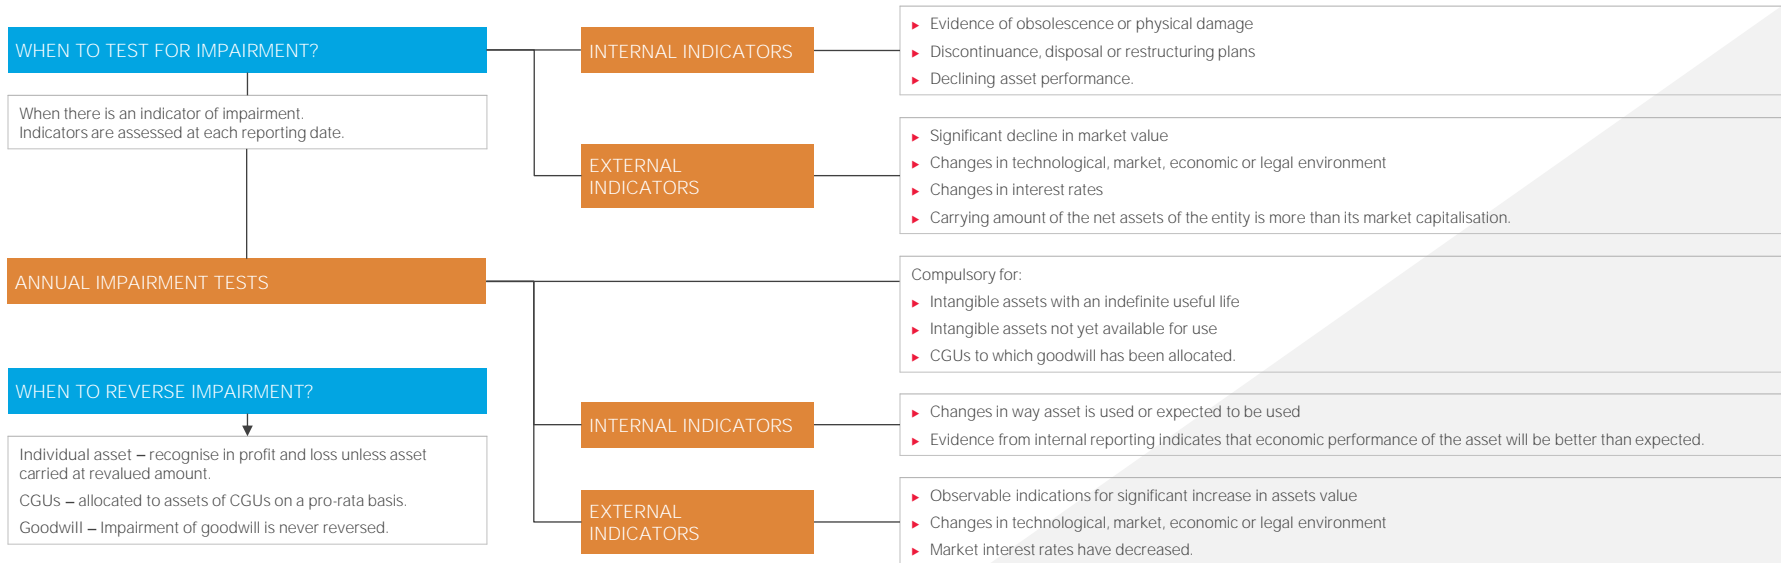 WHEN TO TEST FOR IMPAIRMENT?
When there is an indicator of impairment.
Indicators are assessed at each reporting date.
INTERNAL INDICATORS
► Evidence of obsolescence or physical damage
► Discontinuance, disposal or restructuring plans
► Declining asset performance.
EXTERNAL
INDICATORS
► Significant decline in market value
► Changes in technological, market, economic or legal environment
► Changes in interest rates
► Carrying amount of the net assets of the entity is more than its market capitalisation.
ANNUAL IMPAIRMENT TESTS
Compulsory for:
► Intangible assets with an indefinite useful life
► Intangible assets not yet available for use
► CGUs to which goodwill has been allocated.
WHEN TO REVERSE IMPAIRMENT?
Individual asset – recognise in profit and loss unless asset
carried at revalued amount.
CGUs – allocated to assets of CGUs on a pro-rata basis.
Goodwill – Impairment of goodwill is never reversed.
INTERNAL INDICATORS
► Changes in way asset is used or expected to be used
► Evidence from internal reporting indicates that economic performance of the asset will be better than expected.
EXTERNAL
INDICATORS
► Observable indications for significant increase in assets value
► Changes in technological, market, economic or legal environment
► Market interest rates have decreased.